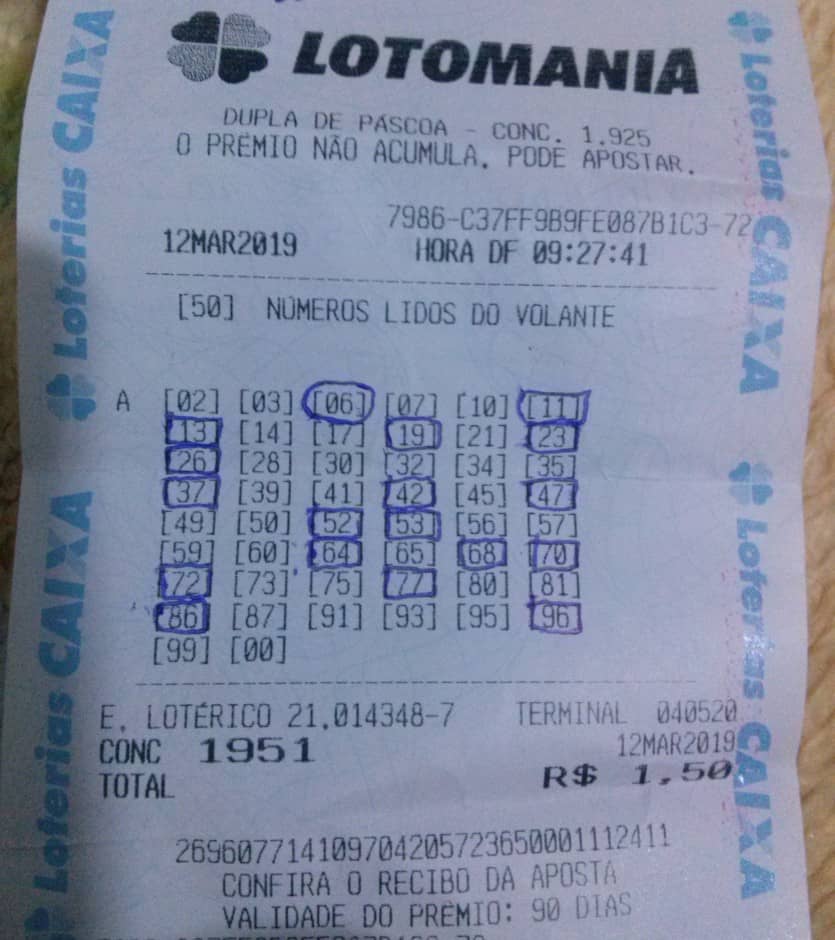 LOTOMANIA
DUPLA DE PÁSCOA - CONC. 1.925
O PRÊMIO NÃO ACUMULA. PODE APOSTAR.
7986-C37FF9B9FE087B1C3-72
12MAR2019 HORA DF 09:27:41
[50] NÚMEROS LIDOS DO VOLANTE
A [02] [03] [06] [07] [10] [11]
[13] [14] [17] [19] [21] [23]
[26] [28] [30] [32] [34] [35]
[37] [39] [41] [42] [45] [47]
[49] [50] [52] [53] [56] [57]
[59] [60] [64] [65] [68] [70]
[72] [73] [75] [77] [80] [81]
[86] [87] [91] [93] [95] [96]
[99] [00]
E. LOTÉRICO 21.014348-7 TERMINAL 040520
CONC 1951 12MAR2019
TOTAL R$ 1,50
269607714109704205723650001112411
CONFIRA O RECIBO DA APOSTA
VALIDADE DO PRÊMIO: 90 DIAS
Loterias CAIXA
Loterias CAIXA
Loterias CAIXA
Loterias CAIXA